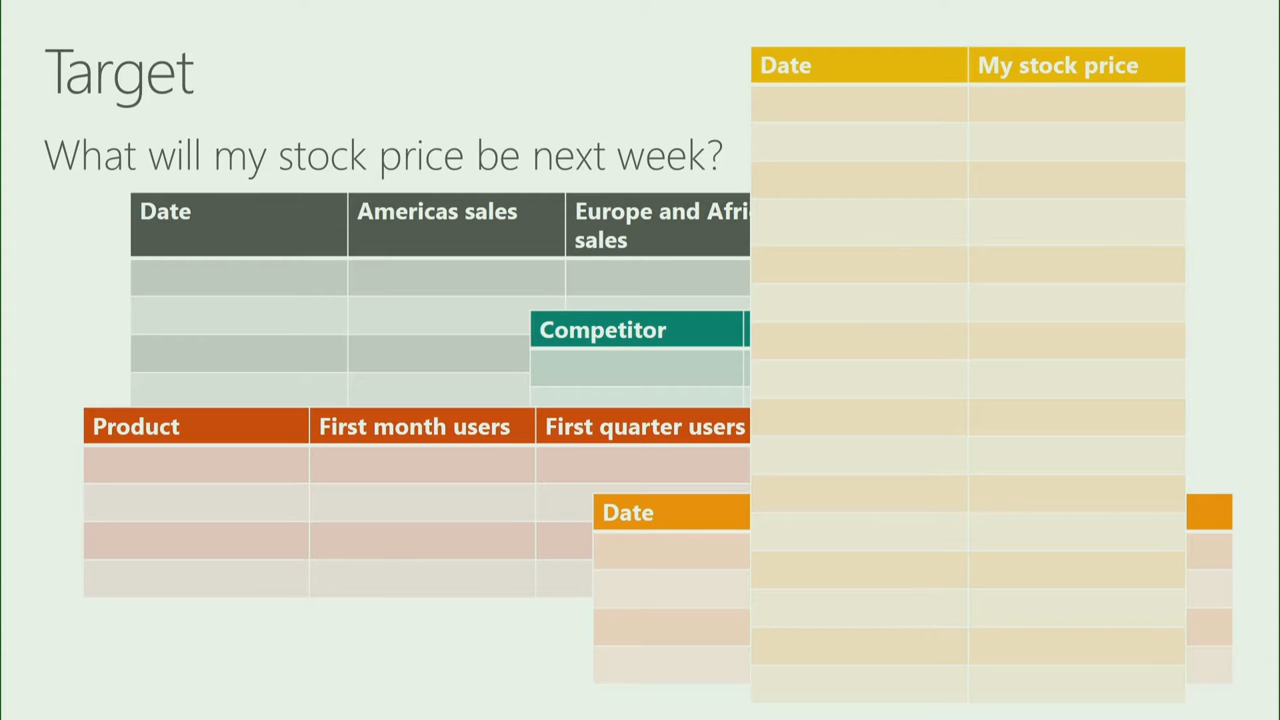 Target
What will my stock price be next week?
Date
My stock price
Date
Americas sales
Europe and Afri
sales
Competitor
Product
First month users
First quarter users
Date